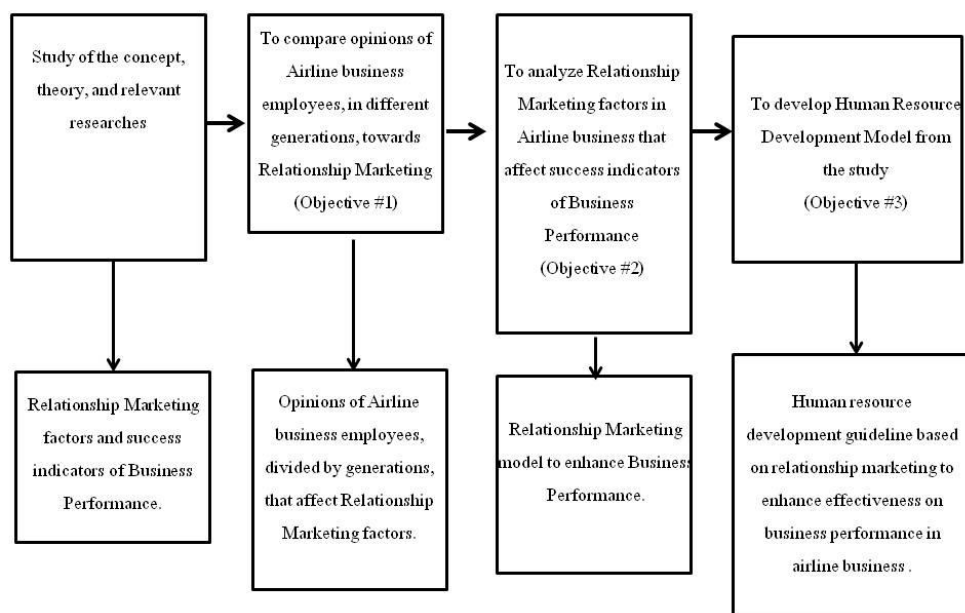 Study of the concept,
theory, and relevant
researches
To compare opinions of
Airline business
employees, in different
generations, towards
Relationship Marketing
(Objective #1)
To analyze Relationship
Marketing factors in
Airline business that
affect success indicators
of Business
Performance
(Objective #2)
To develop Human Resource
Development Model from
the study
(Objective #3)
Relationship Marketing
factors and success
indicators of Business
Performance.
Opinions of Airline
business employees,
divided by generations,
that affect Relationship
Marketing factors.
Relationship Marketing
model to enhance Business
Performance.
Human resource
development guideline based
on relationship marketing to
enhance effectiveness on
business performance in
airline business .